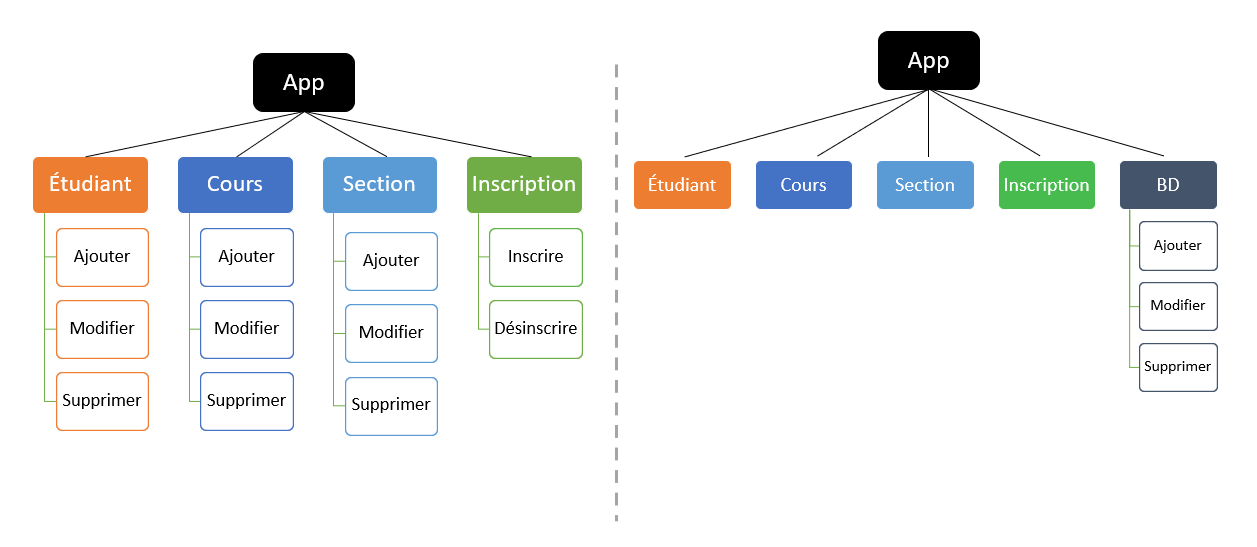 App
Étudiant
Cours
Section
Inscription
Ajouter
Ajouter
Ajouter
Inscrire
Modifier
Modifier
Modifier
Désinscrire
Supprimer
Supprimer
Supprimer
App
Étudiant
Cours
Section
Inscription
BD
Ajouter
Modifier
Supprimer